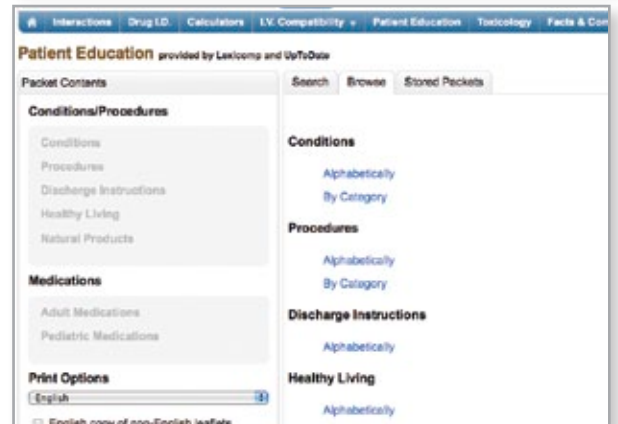 Interactions Drug I.D. Calculators I.V. Compatibility Patient Education Toxicology Facts & Con
Patient Education provided by Lexicomp and UpToDate
Packet Contents
Search Browse Stored Packets
Conditions/Procedures
Conditions
Procedures
Discharge Instructions
Healthy Living
Natural Products
Medications
Adult Medications
Pediatric Medications
Print Options
English
English copy of non-English leaflets
Conditions
Alphabetically
By Category
Procedures
Alphabetically
By Category
Discharge Instructions
Alphabetically
Healthy Living
Alphabetically